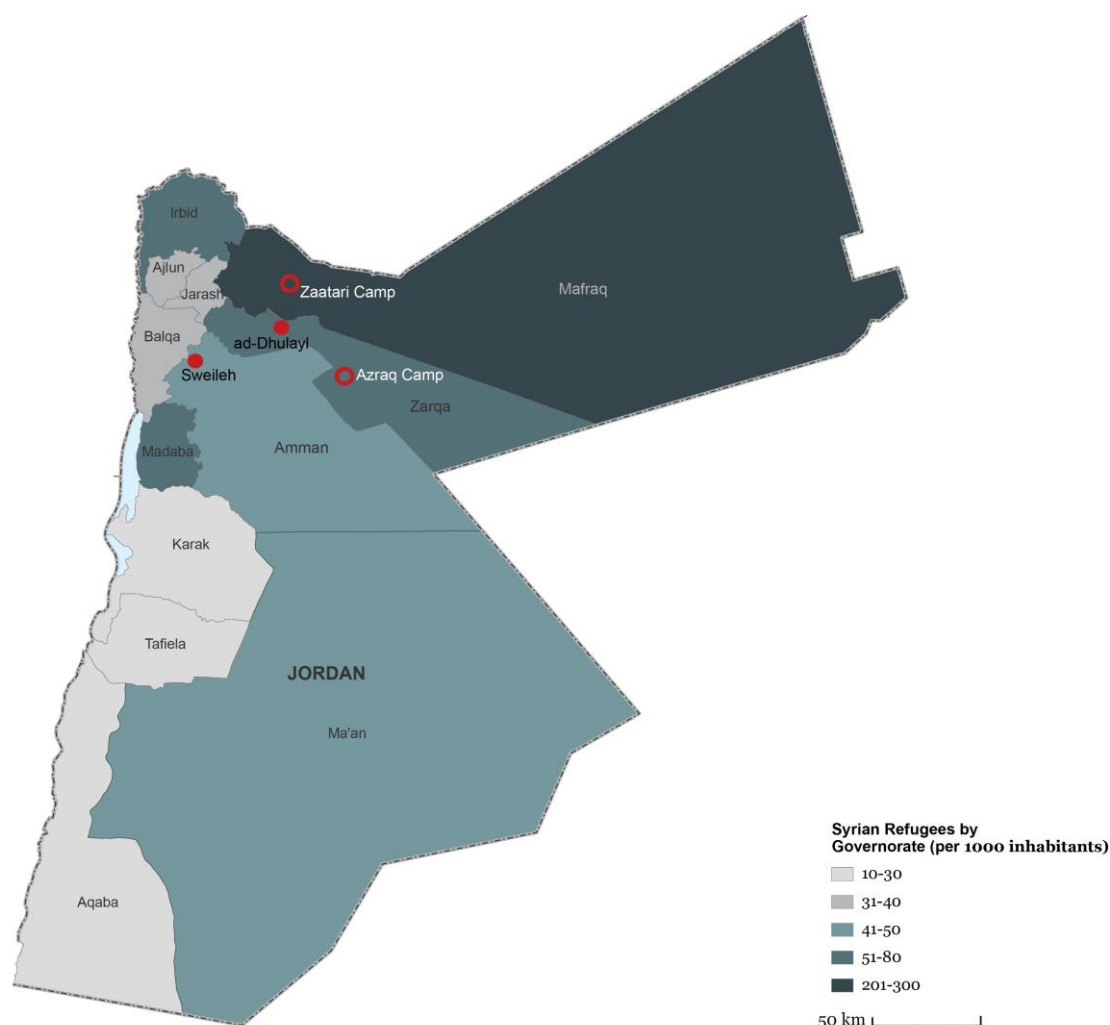 Irbid
Ajlun
Jarash
Zaatari Camp
Mafraq
Balqa
ad-Dhulayl
Sweileh
Azraq Camp
Zarqa
Madaba
Amman
Karak
Tafiela
JORDAN
Ma'an
Aqaba
Syrian Refugees by
Governorate (per 1000 inhabitants)
10-30
31-40
41-50
51-80
201-300
50 km